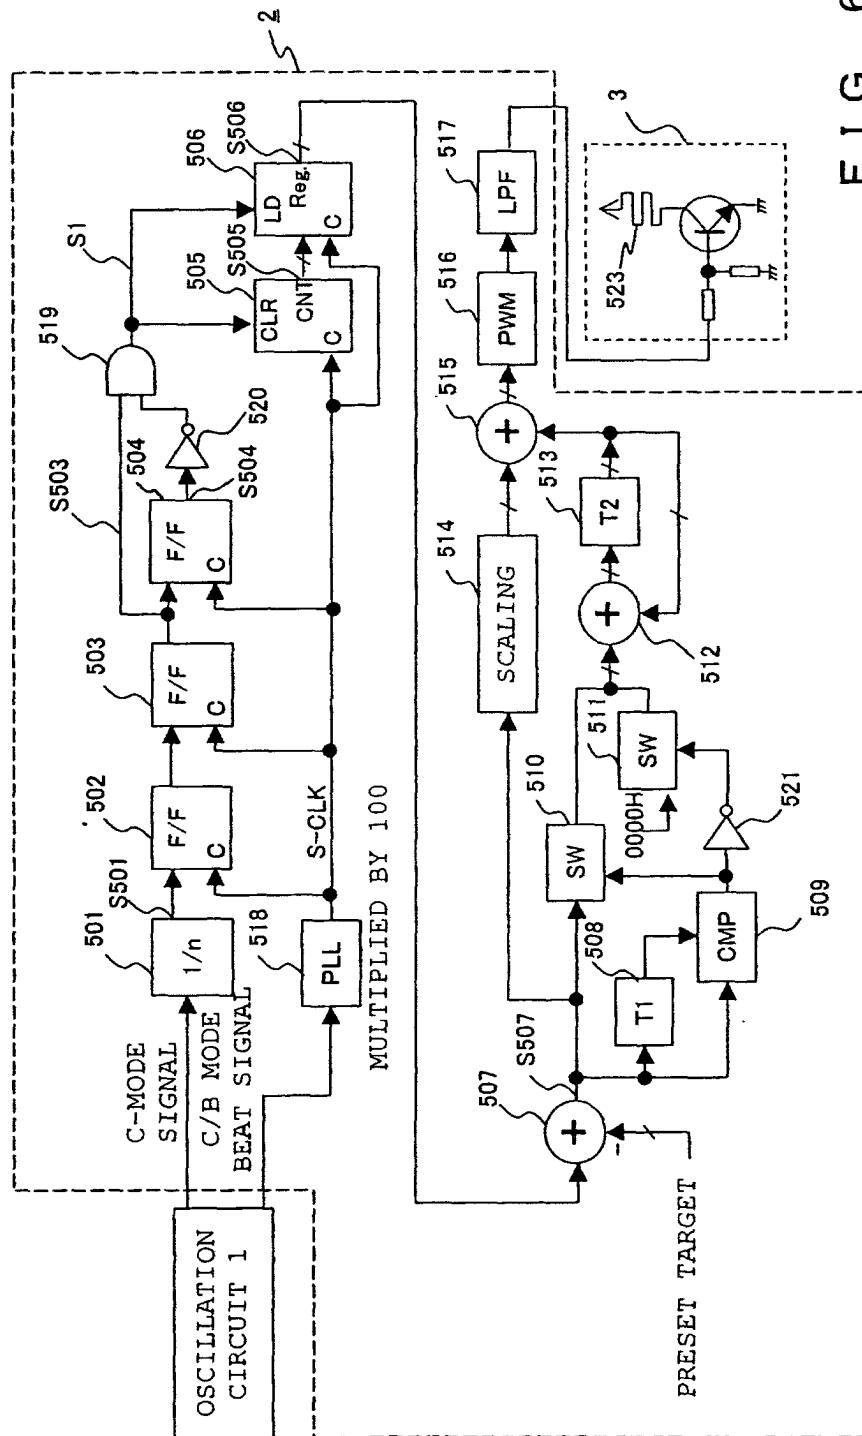 FIG. 6
2
OSCILLATION
CIRCUIT 1
C-MODE
SIGNAL
C/B MODE
BEAT SIGNAL
501
1/n
S501
502
F/F
C
503
F/F
C
S503
504
F/F
C
S504
520
519
S1
505
CLR
CNT
C
S505
506
LD
Reg.
C
S506
518
PLL
S-CLK
MULTIPLIED BY 100
PRESET TARGET
507
+
-
S507
508
T1
509
CMP
510
SW
511
SW
0000H
521
512
+
513
T2
514
SCALING
515
+
516
PWM
517
LPF
3
523